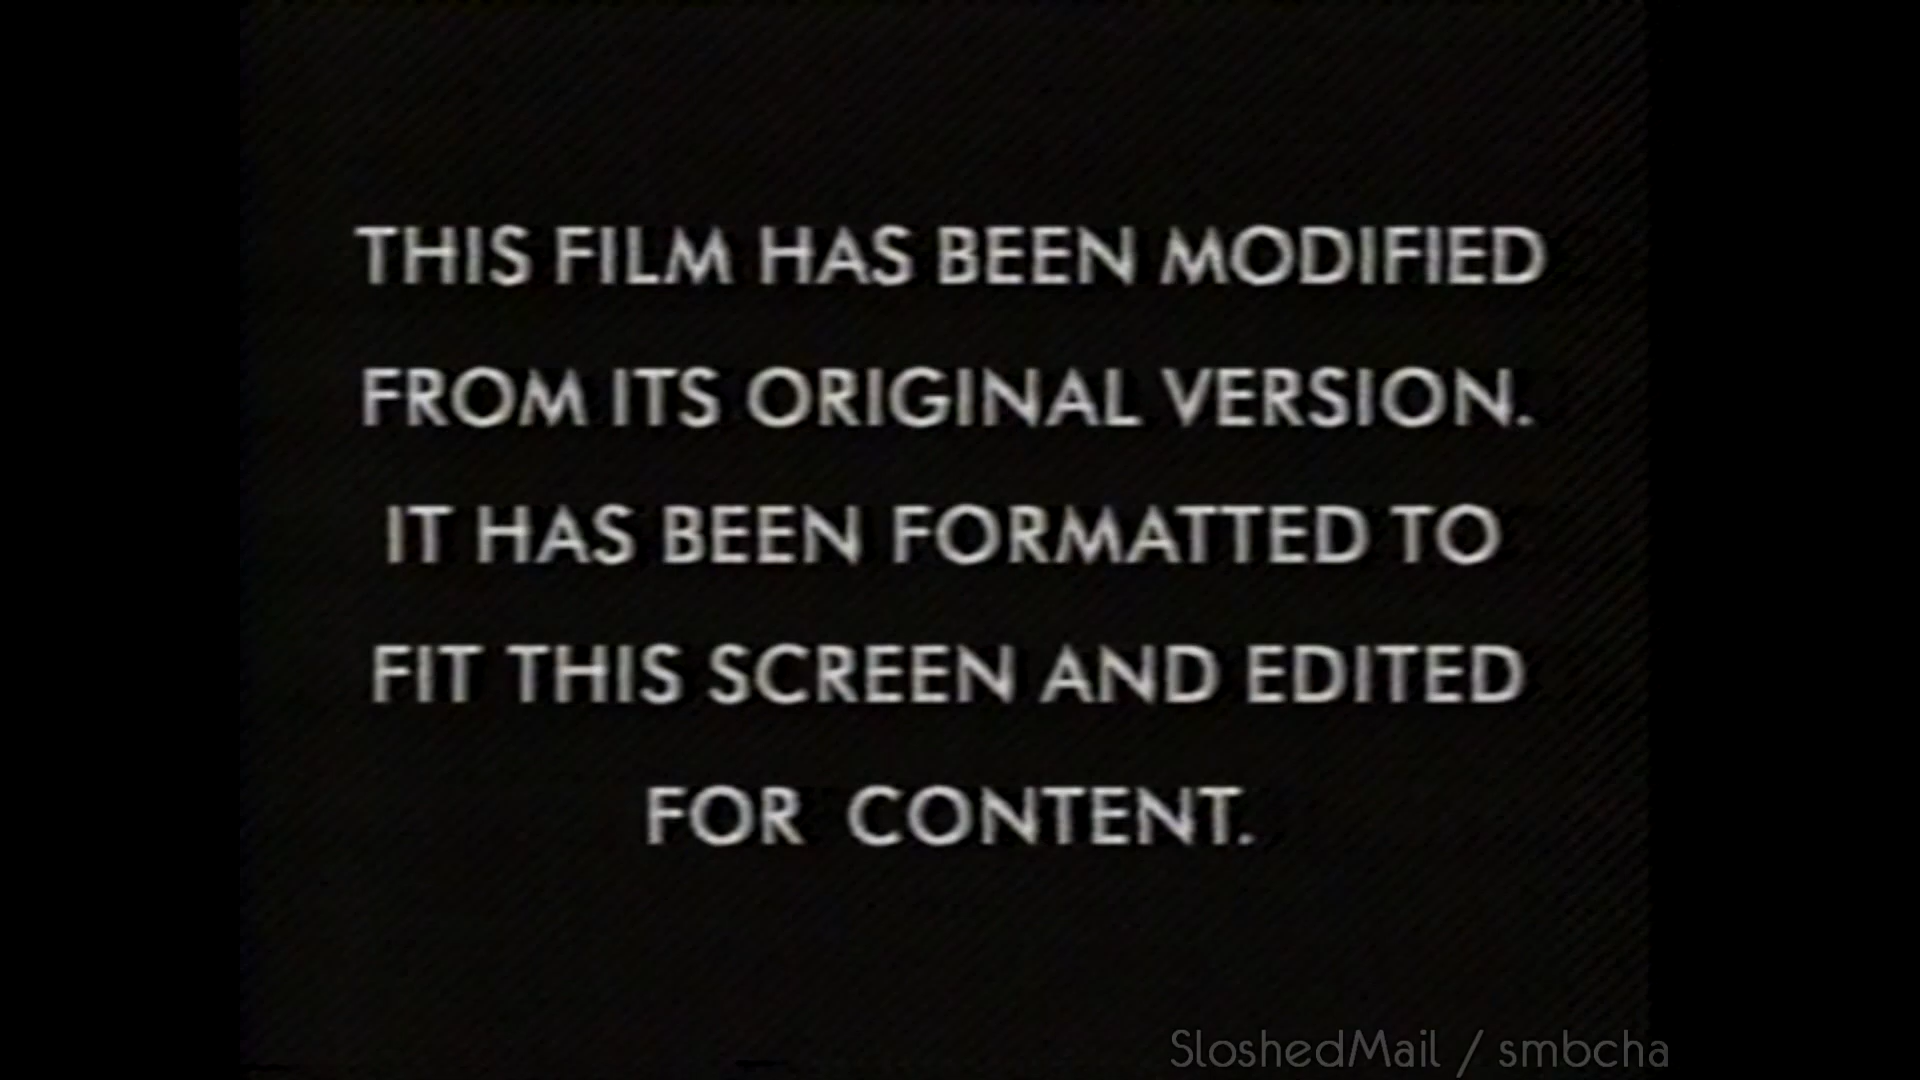 THIS FILM HAS BEEN MODIFIED
FROM ITS ORIGINAL VERSION.
IT HAS BEEN FORMATTED TO
FIT THIS SCREEN AND EDITED
FOR CONTENT.
SloshedMail / smbcha